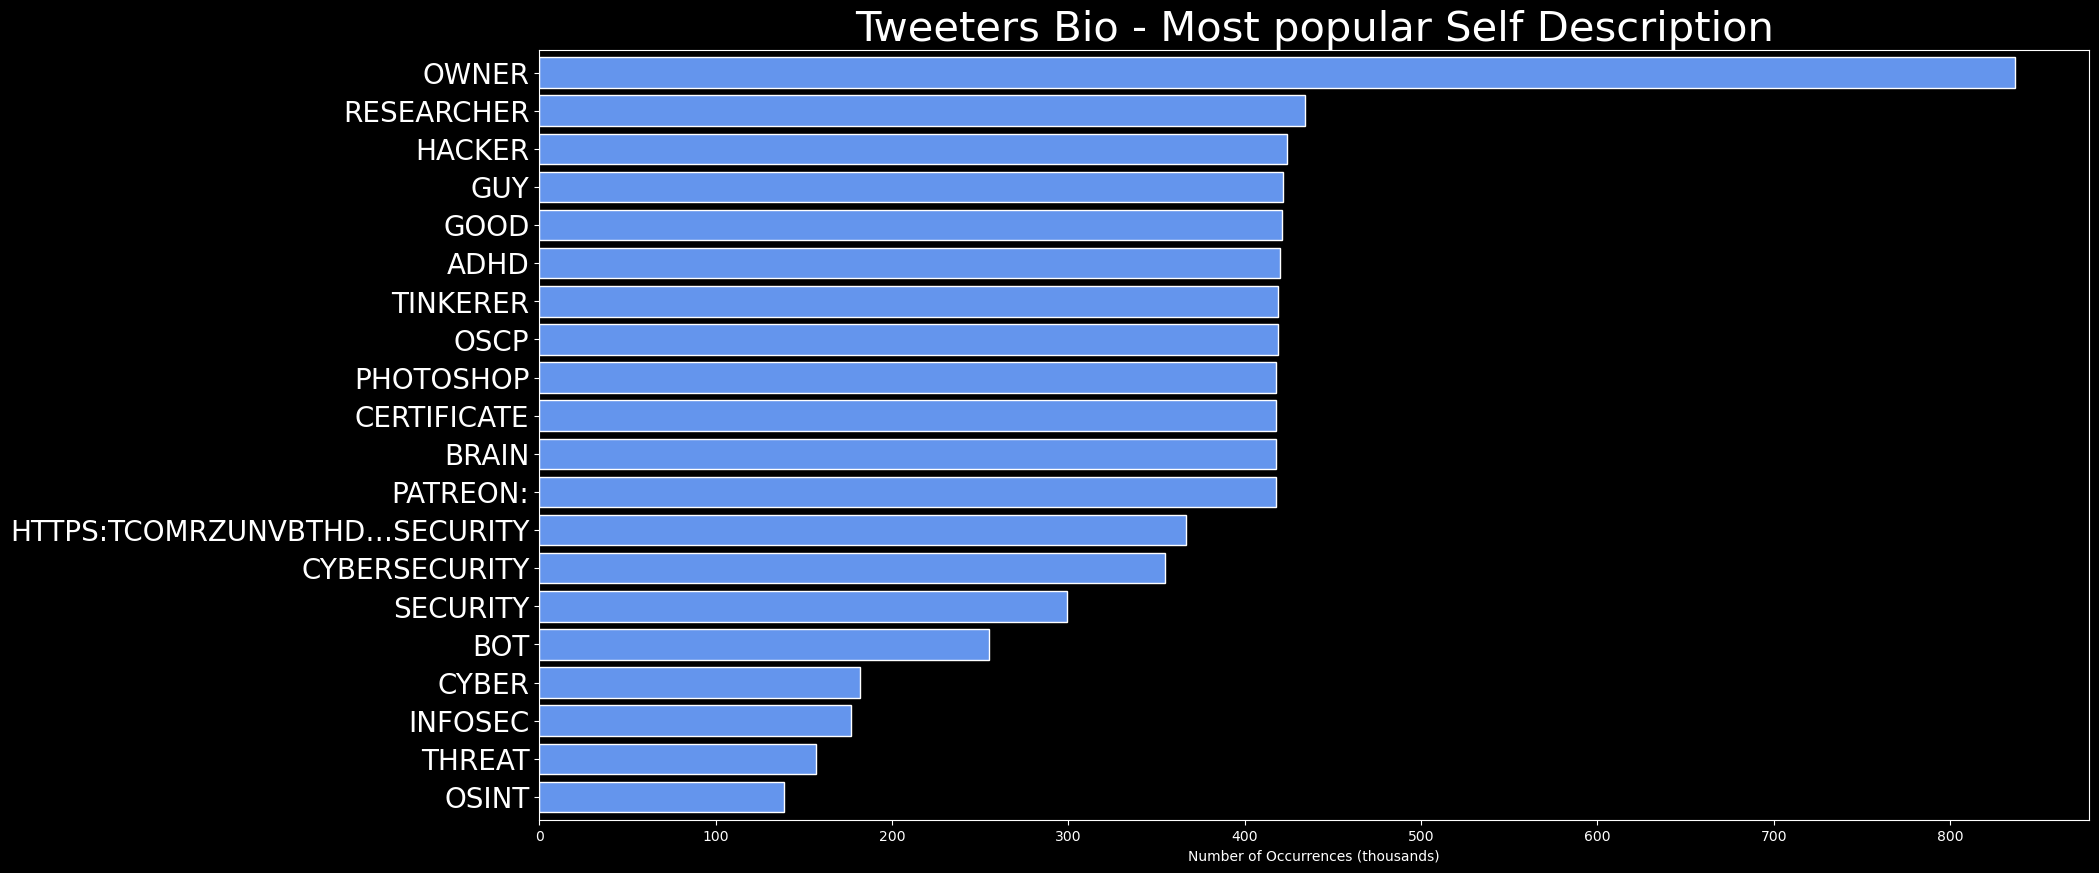 Tweeters Bio - Most popular Self Description
OWNER
RESEARCHER
HACKER
GUY
GOOD
ADHD
TINKERER
OSCP
PHOTOSHOP
CERTIFICATE
BRAIN
PATREON:
HTTPS:TCOMRZUNVBTHD...SECURITY
CYBERSECURITY
SECURITY
BOT
CYBER
INFOSEC
THREAT
OSINT
0 100 200 300 400 500 600 700 800
Number of Occurrences (thousands)